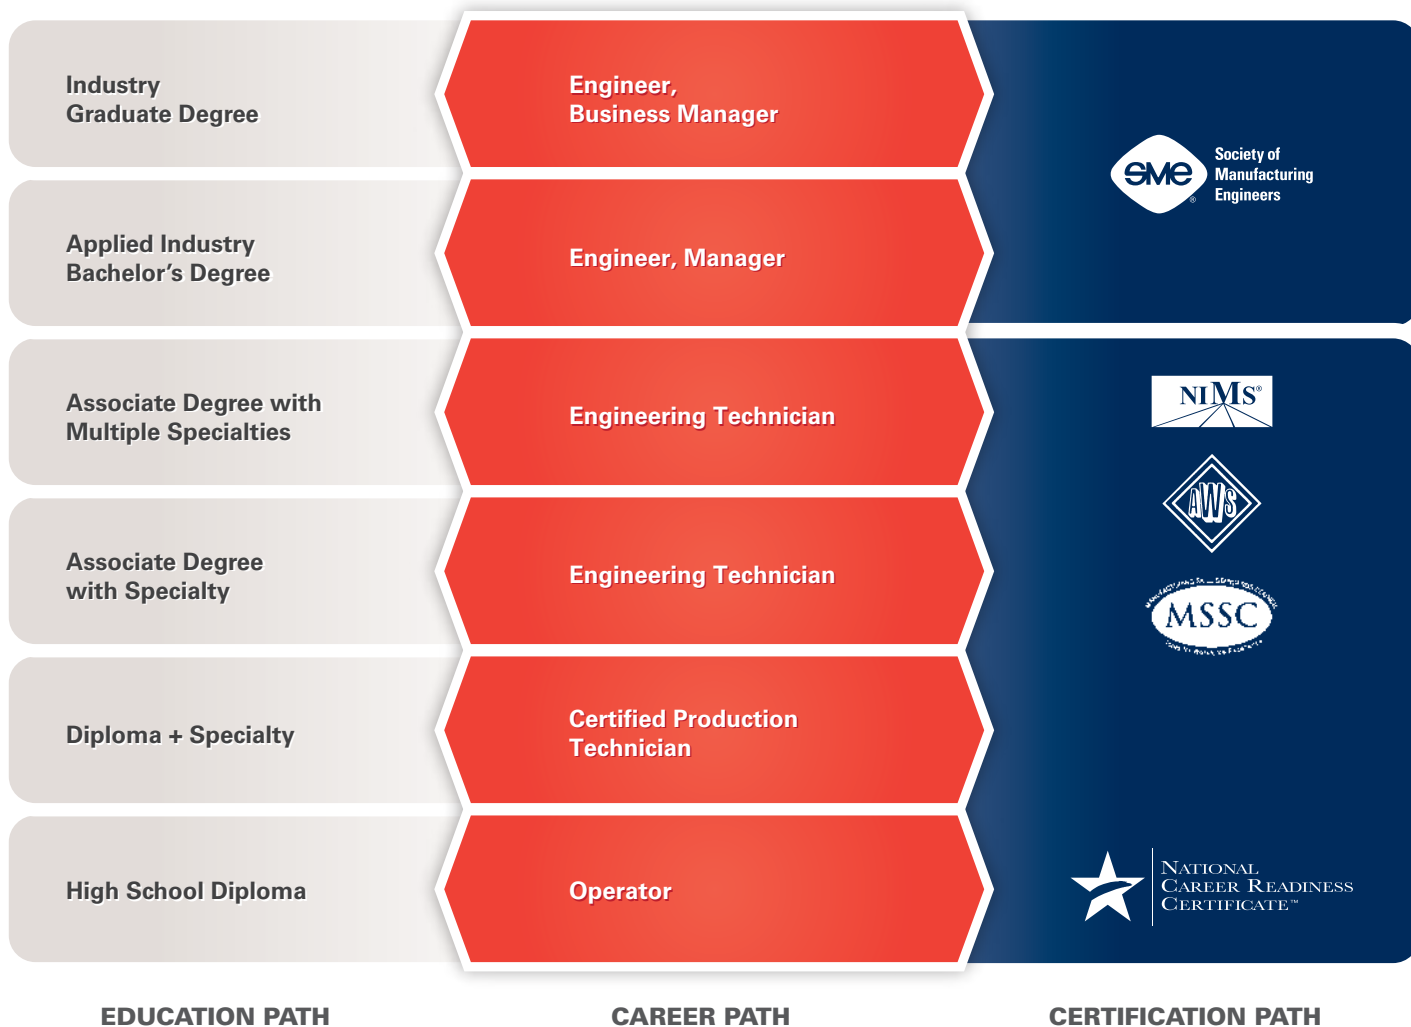 Industry
Graduate Degree
Engineer,
Business Manager
SME
®
Society of
Manufacturing
Engineers
Applied Industry
Bachelor’s Degree
Engineer, Manager
Associate Degree with
Multiple Specialties
Engineering Technician
NIMS®
AWS
Associate Degree
with Specialty
Engineering Technician
MSSC
Diploma + Specialty
Certified Production
Technician
High School Diploma
Operator
NATIONAL
CAREER READINESS
CERTIFICATE™
EDUCATION PATH
CAREER PATH
CERTIFICATION PATH